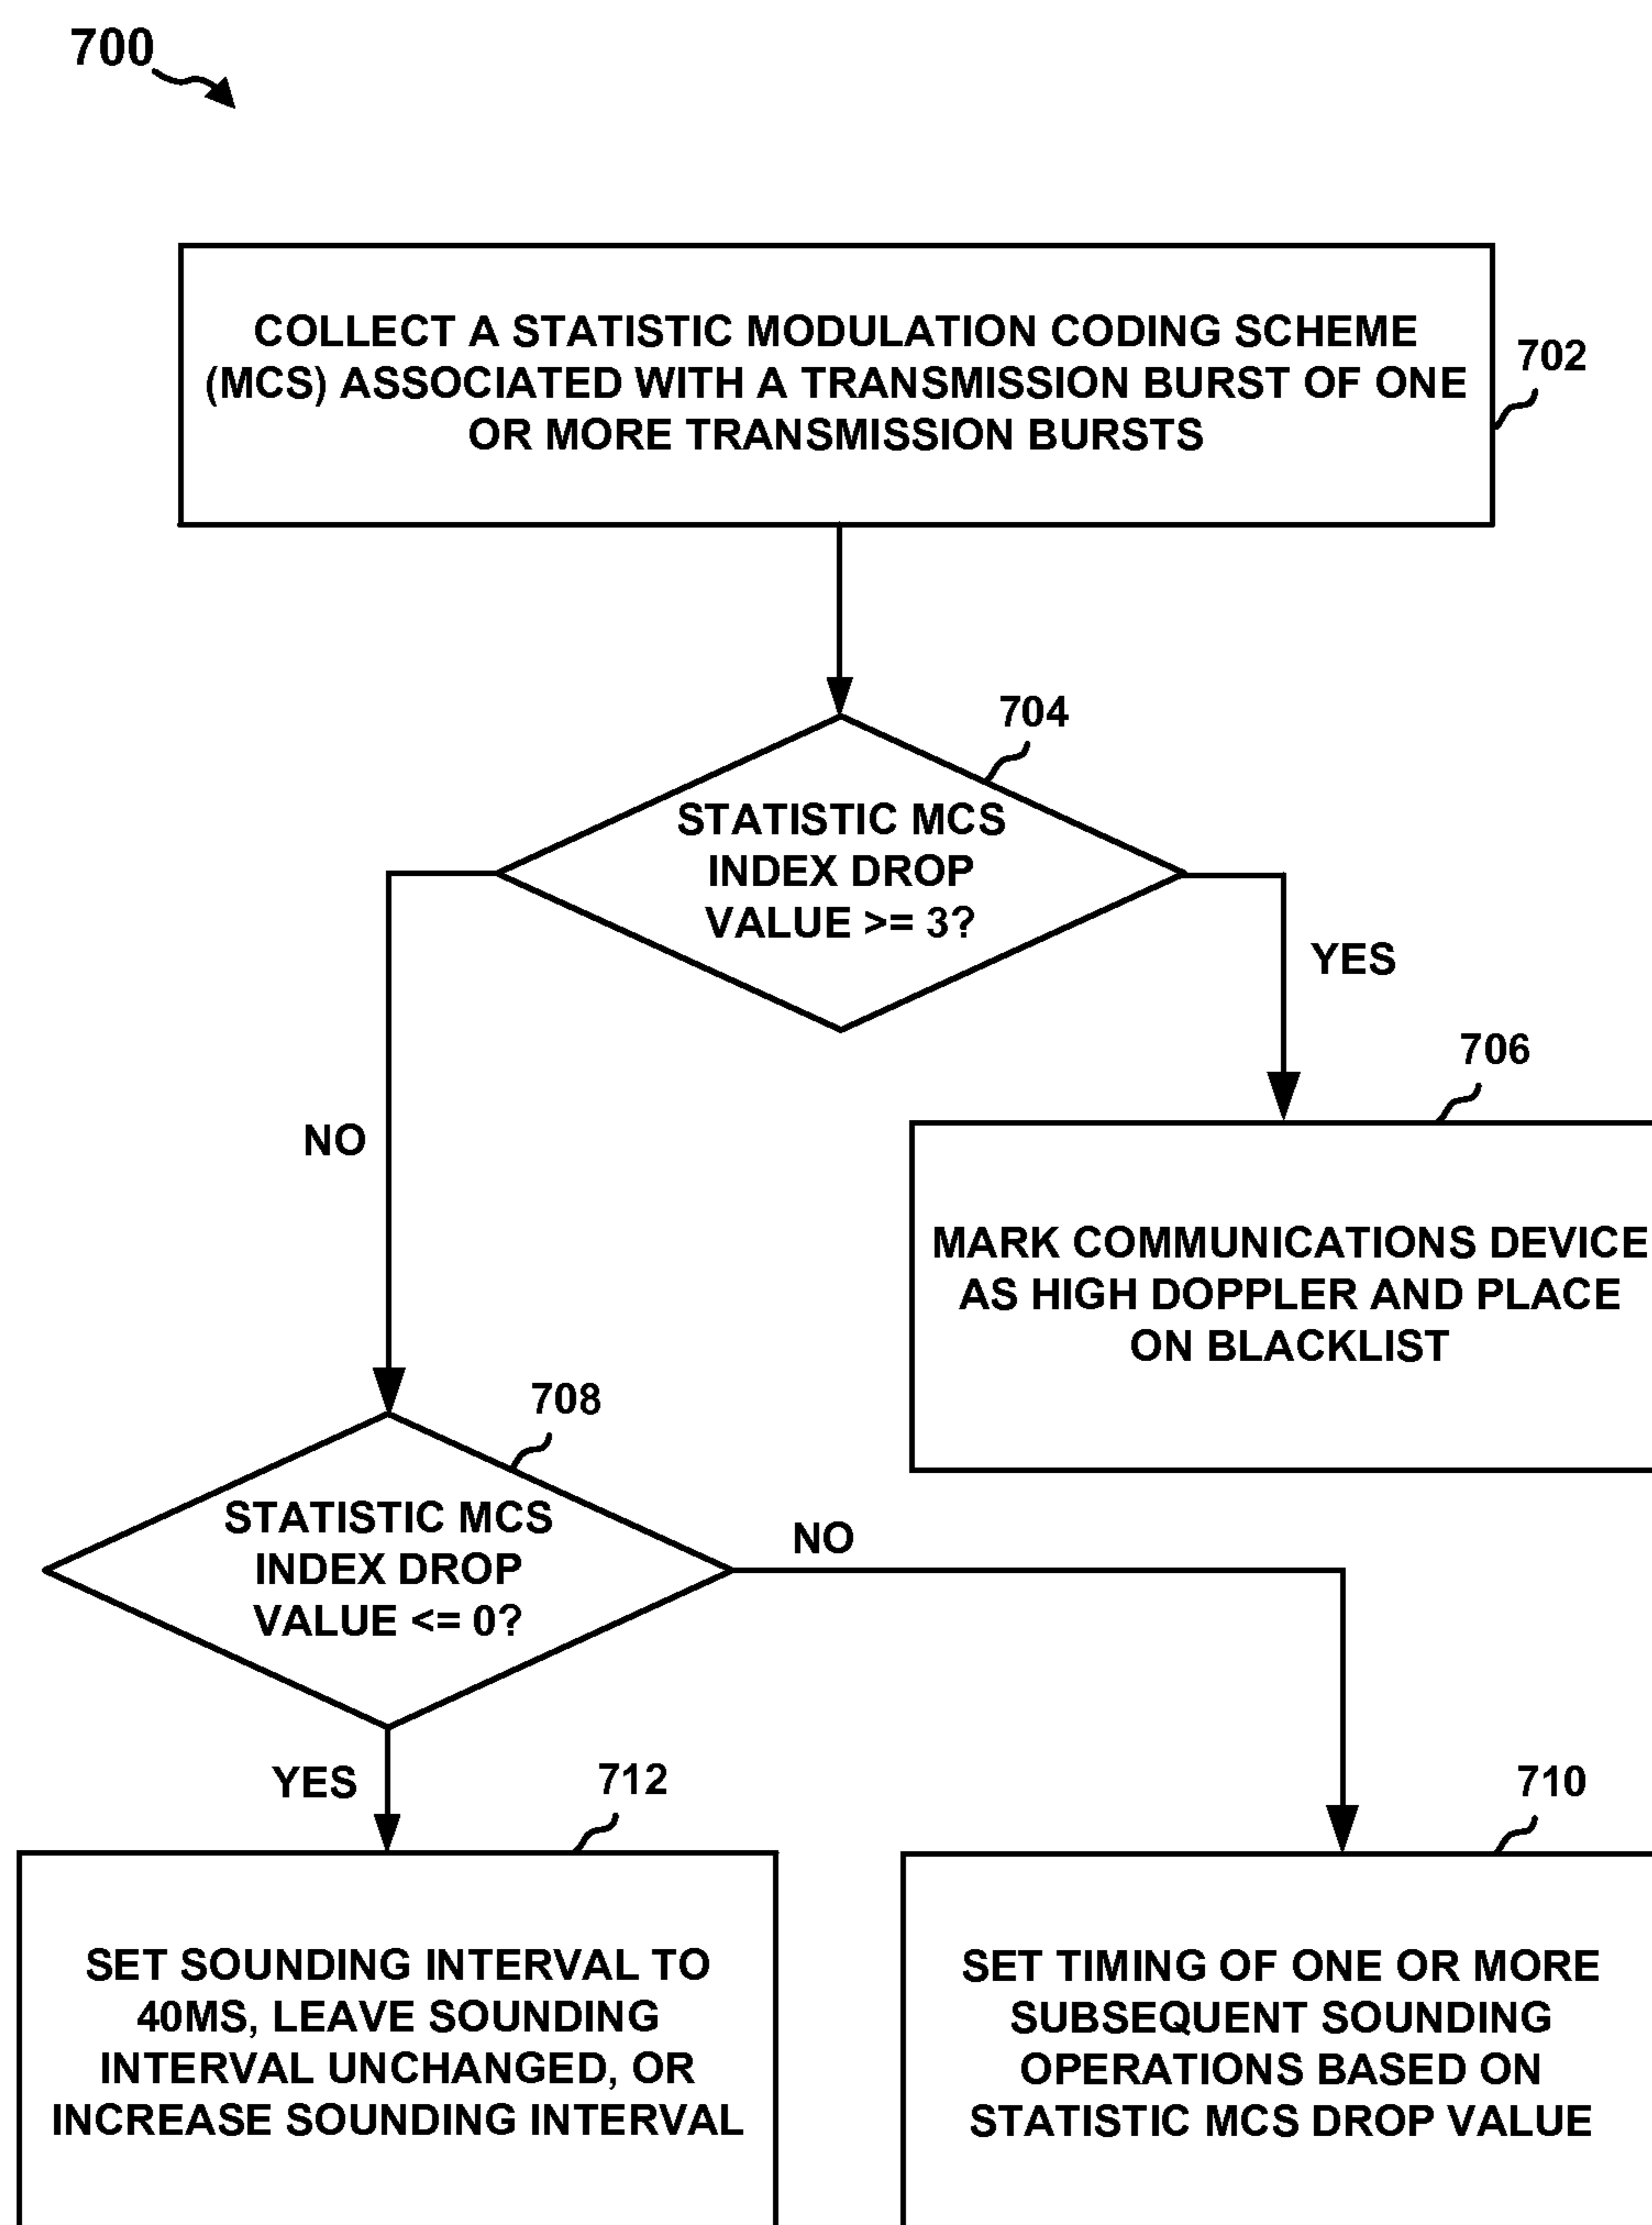 700
COLLECT A STATISTIC MODULATION CODING SCHEME
(MCS) ASSOCIATED WITH A TRANSMISSION BURST OF ONE
OR MORE TRANSMISSION BURSTS
702
704
STATISTIC MCS
INDEX DROP
VALUE >= 3?
YES
NO
706
MARK COMMUNICATIONS DEVICE
AS HIGH DOPPLER AND PLACE
ON BLACKLIST
708
STATISTIC MCS
INDEX DROP
VALUE <= 0?
NO
YES
712
SET SOUNDING INTERVAL TO
40MS, LEAVE SOUNDING
INTERVAL UNCHANGED, OR
INCREASE SOUNDING INTERVAL
710
SET TIMING OF ONE OR MORE
SUBSEQUENT SOUNDING
OPERATIONS BASED ON
STATISTIC MCS DROP VALUE